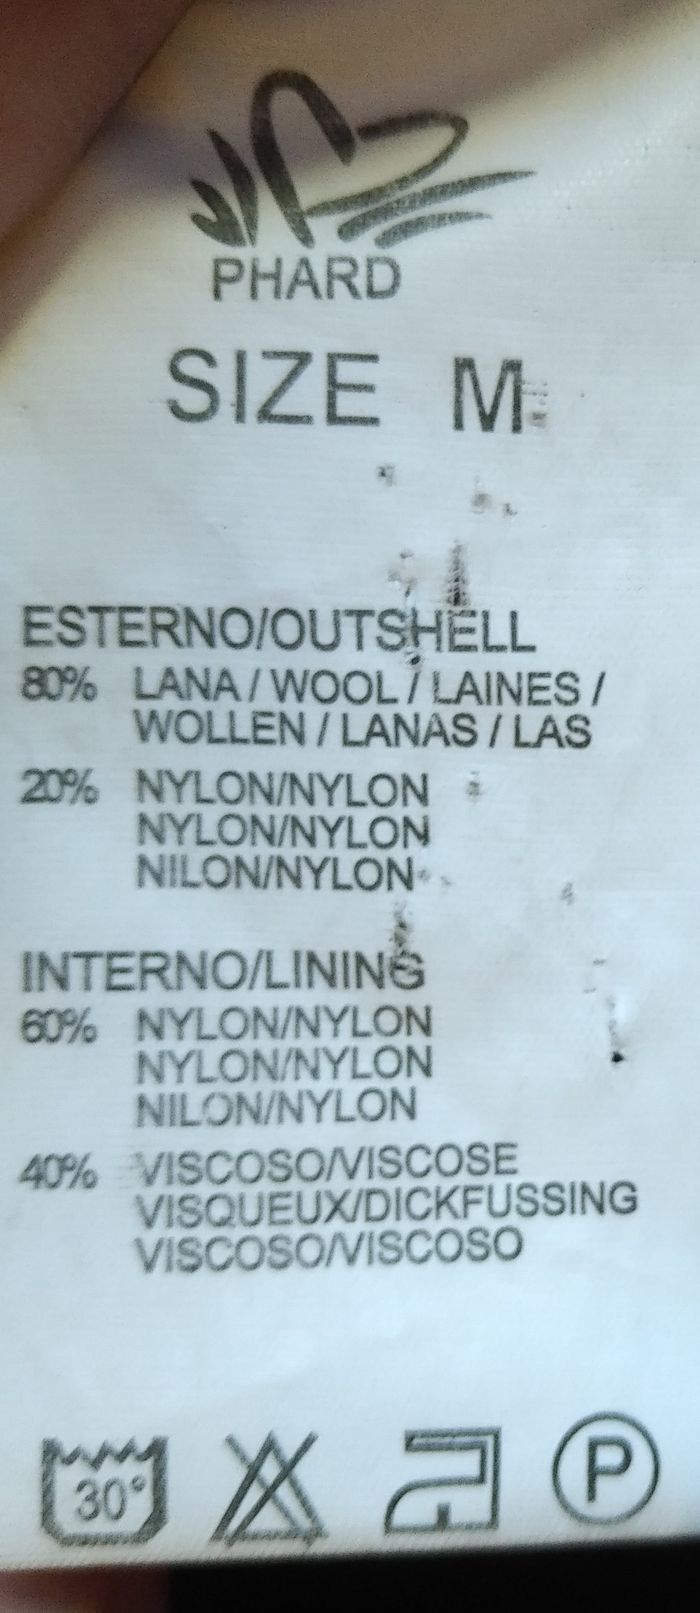 PHARD
SIZE M
ESTERNO/OUTSHELL
80% LANA / WOOL / LAINES /
WOLLEN / LANAS / LAS
20% NYLON/NYLON
NYLON/NYLON
NILON/NYLON
INTERNO/LINING
60% NYLON/NYLON
NYLON/NYLON
NILON/NYLON
40% VISCOSO/VISCOSE
VISQUEUX/DICKFUSSING
VISCOSO/VISCOSO
30° P